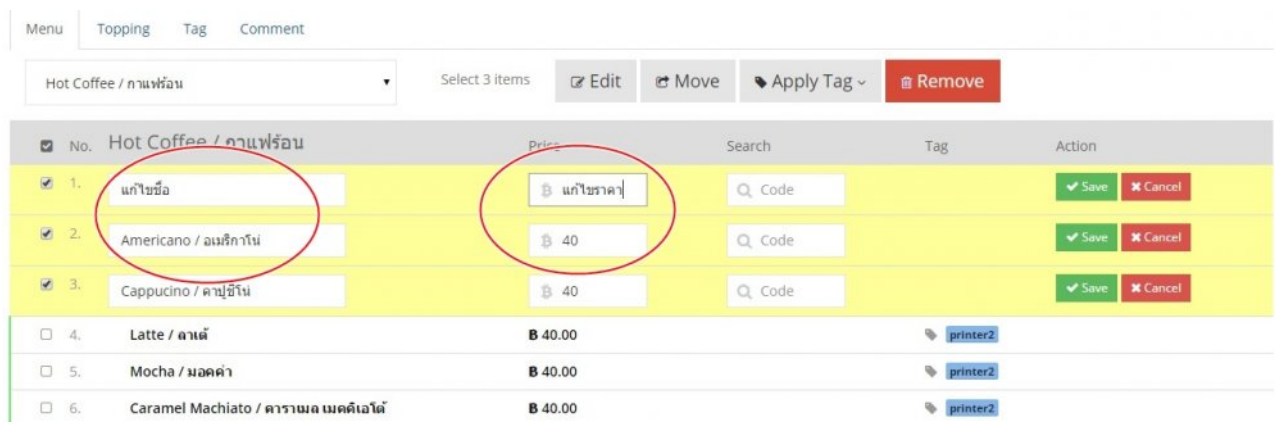 Menu Topping Tag Comment
Hot Coffee / กาแฟร้อน Select 3 items Edit Move Apply Tag Remove
No. Hot Coffee / กาแฟร้อน Price Search Tag Action
1. แก้ไขชื่อ ฿ แก้ไขราคา Code Save Cancel
2. Americano / อเมริกาโน่ ฿ 40 Code Save Cancel
3. Cappucino / คาปูชิโน่ ฿ 40 Code Save Cancel
4. Latte / ลาเต้ ฿ 40.00 printer2
5. Mocha / มอคค่า ฿ 40.00 printer2
6. Caramel Machiato / คาราเมล เมคคิเอโต้ ฿ 40.00 printer2